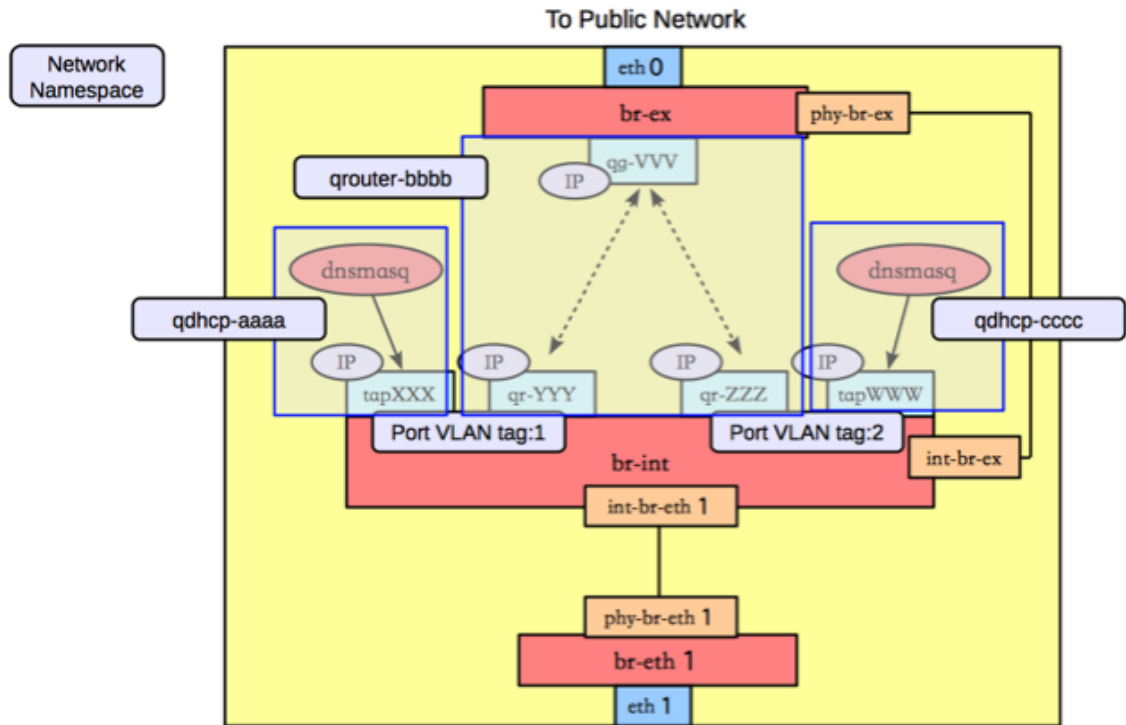 To Public Network
Network
Namespace
eth 0
br-ex
phy-br-ex
qg-VVV
IP
qrouter-bbbb
dnsmasq
dnsmasq
qdhcp-aaaa
qdhcp-cccc
IP
IP
IP
IP
tapXXX
qr-YYY
qr-ZZZ
tapWWW
Port VLAN tag:1
Port VLAN tag:2
br-int
int-br-ex
int-br-eth 1
phy-br-eth 1
br-eth 1
eth 1